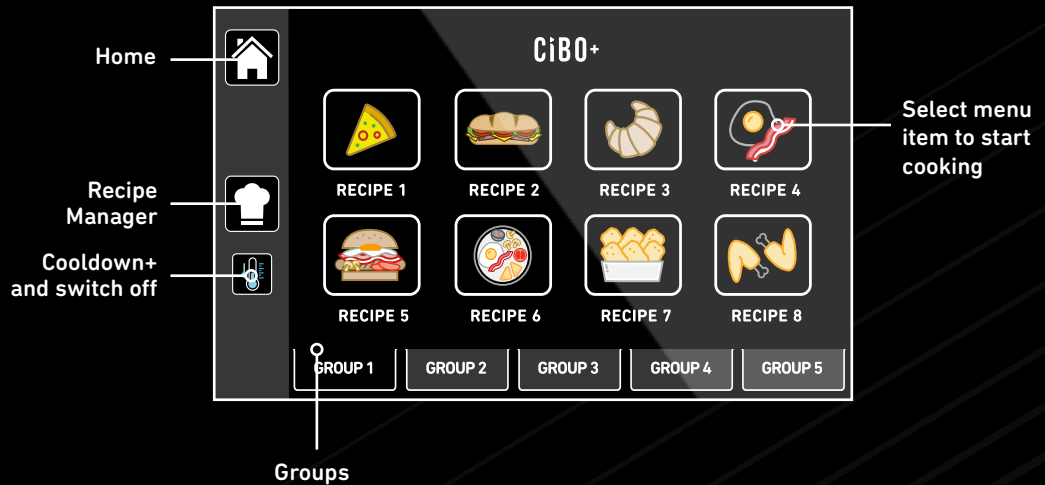 CiBO+
Home
Recipe
Manager
Cooldown+
and switch off
RECIPE 1
RECIPE 2
RECIPE 3
RECIPE 4
RECIPE 5
RECIPE 6
RECIPE 7
RECIPE 8
Select menu
item to start
cooking
GROUP 1
GROUP 2
GROUP 3
GROUP 4
GROUP 5
Groups